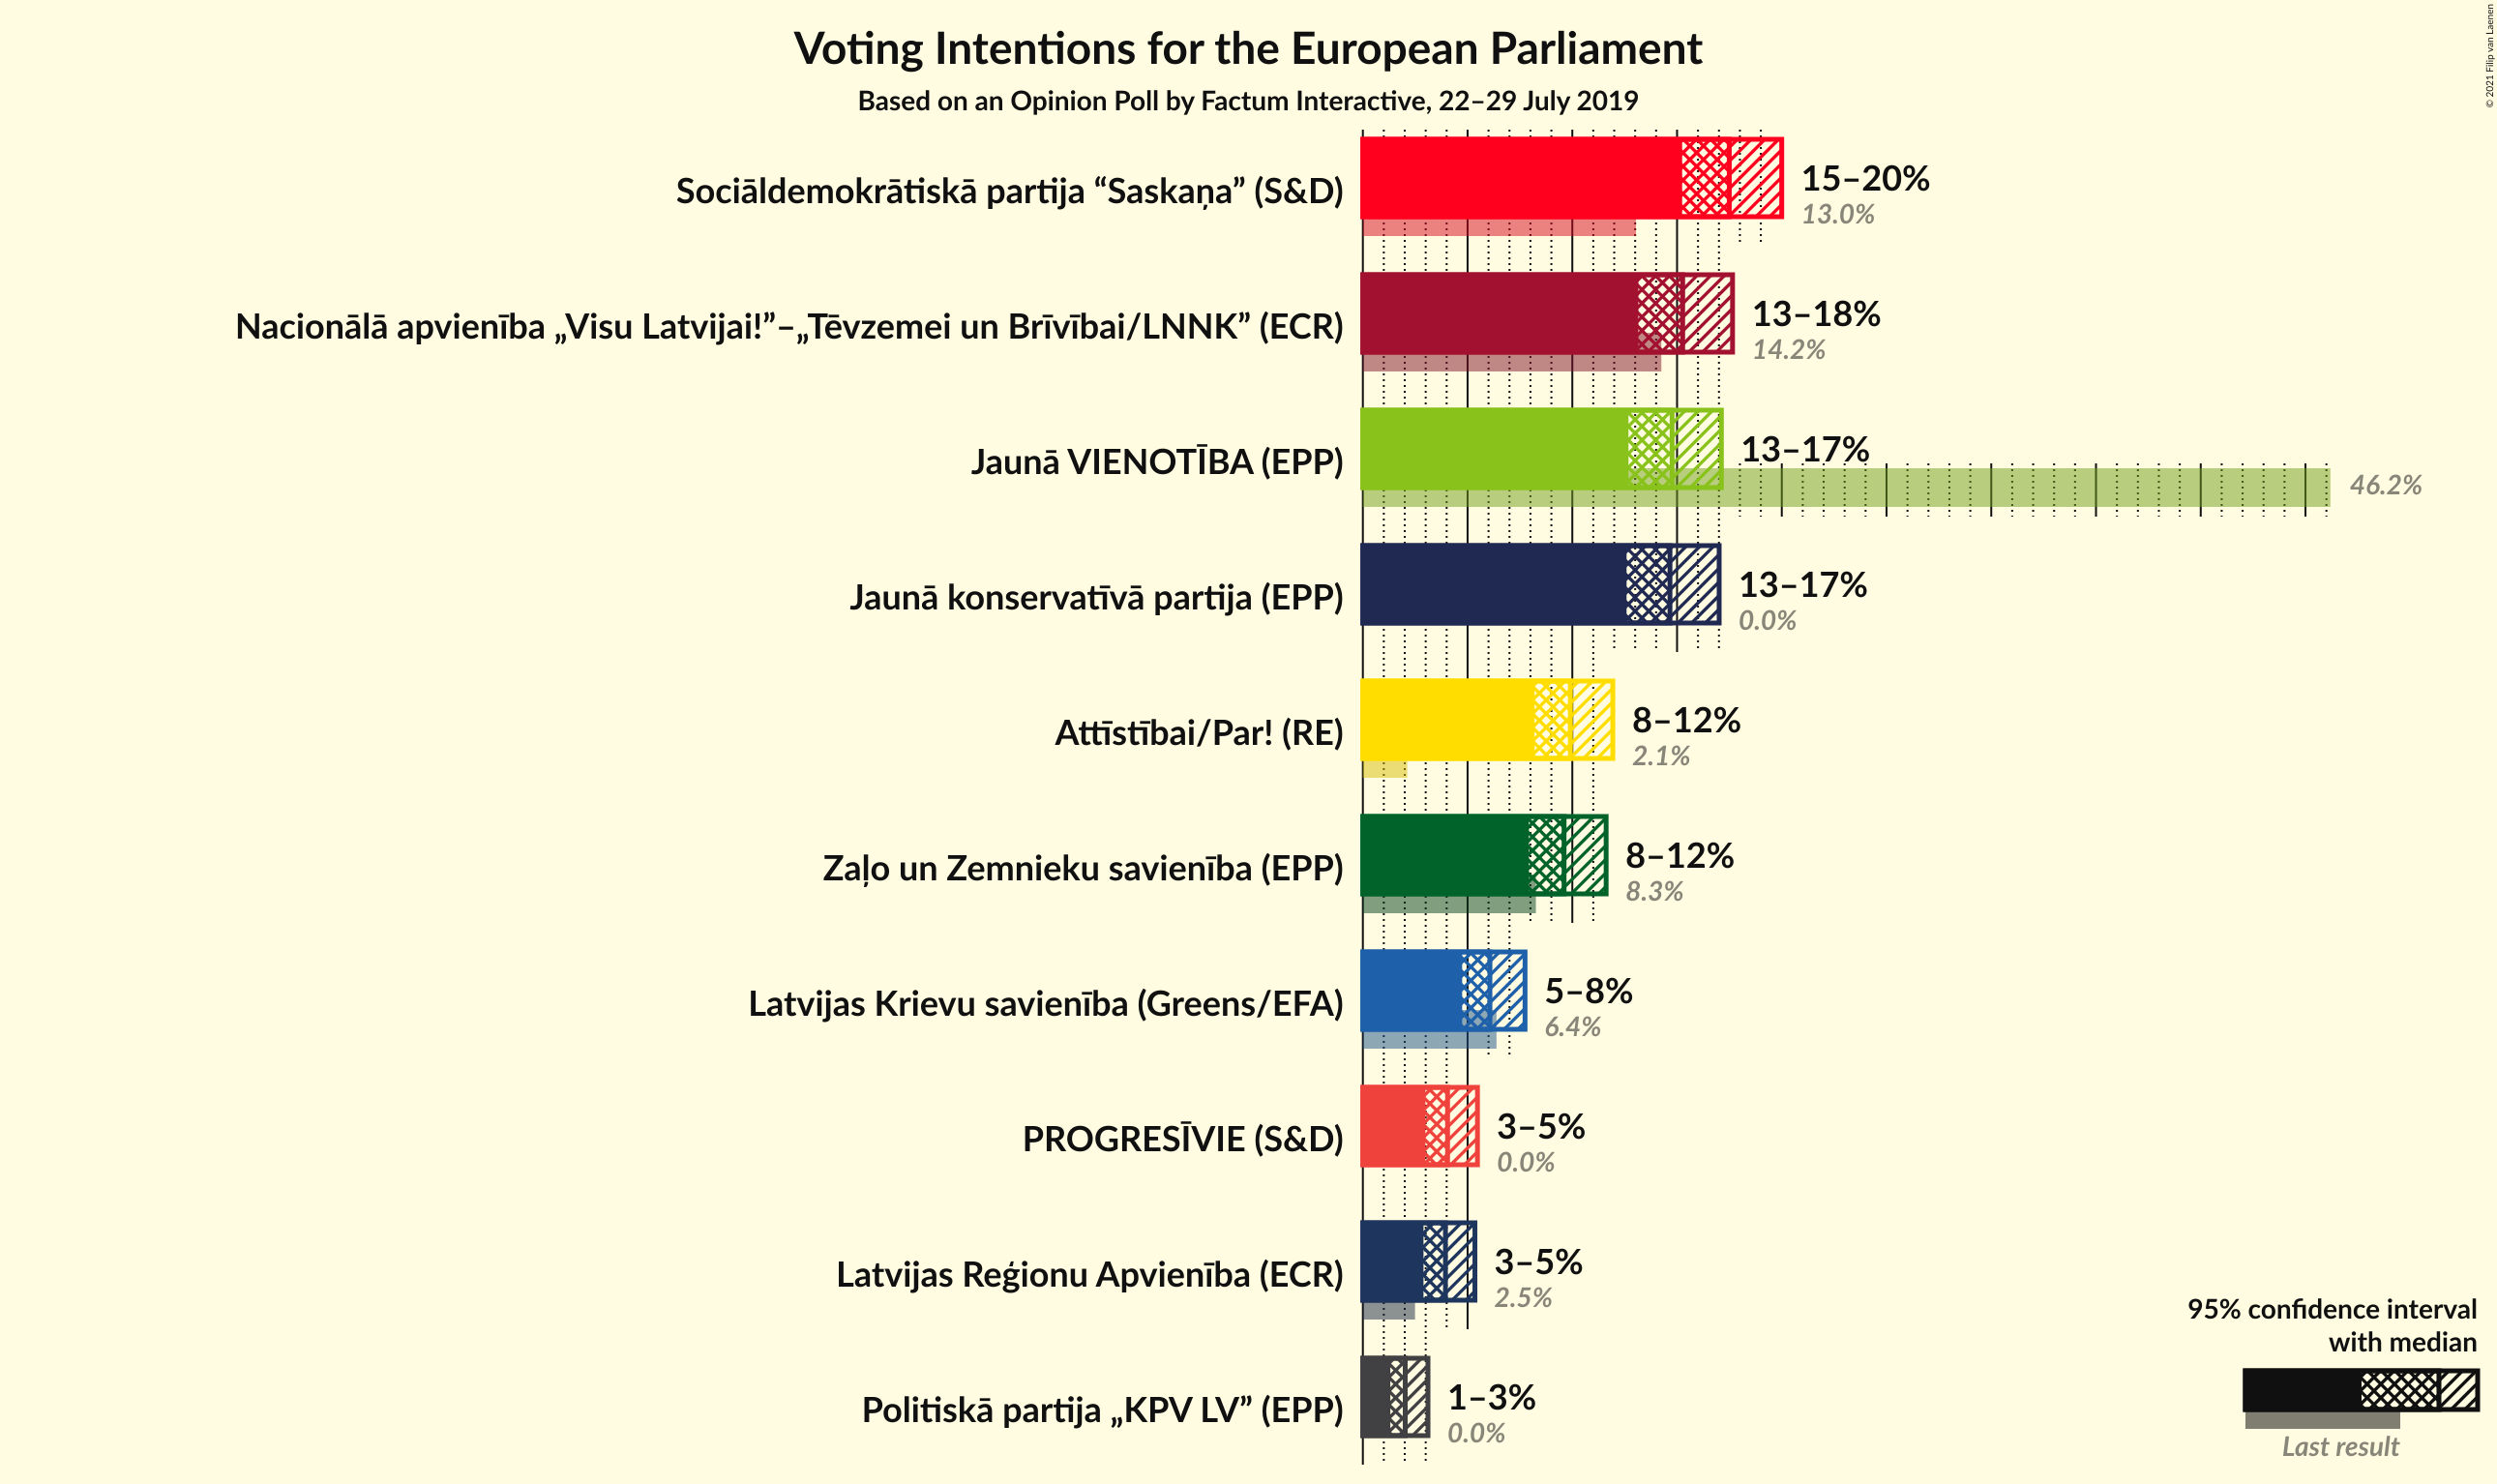 Voting Intentions for the European Parliament
Based on an Opinion Poll by Factum Interactive, 22–29 July 2019
© 2021 Filip van Laenen
Sociāldemokrātiskā partija “Saskaņa” (S&D)
15–20%
13.0%
Nacionālā apvienība „Visu Latvijai!”–„Tēvzemei un Brīvībai/LNNK” (ECR)
13–18%
14.2%
Jaunā VIENOTĪBA (EPP)
13–17%
46.2%
Jaunā konservatīvā partija (EPP)
13–17%
0.0%
Attīstībai/Par! (RE)
8–12%
2.1%
Zaļo un Zemnieku savienība (EPP)
8–12%
8.3%
Latvijas Krievu savienība (Greens/EFA)
5–8%
6.4%
PROGRESĪVIE (S&D)
3–5%
0.0%
Latvijas Reģionu Apvienība (ECR)
3–5%
2.5%
Politiskā partija „KPV LV” (EPP)
1–3%
0.0%
95% confidence interval
with median
Last result